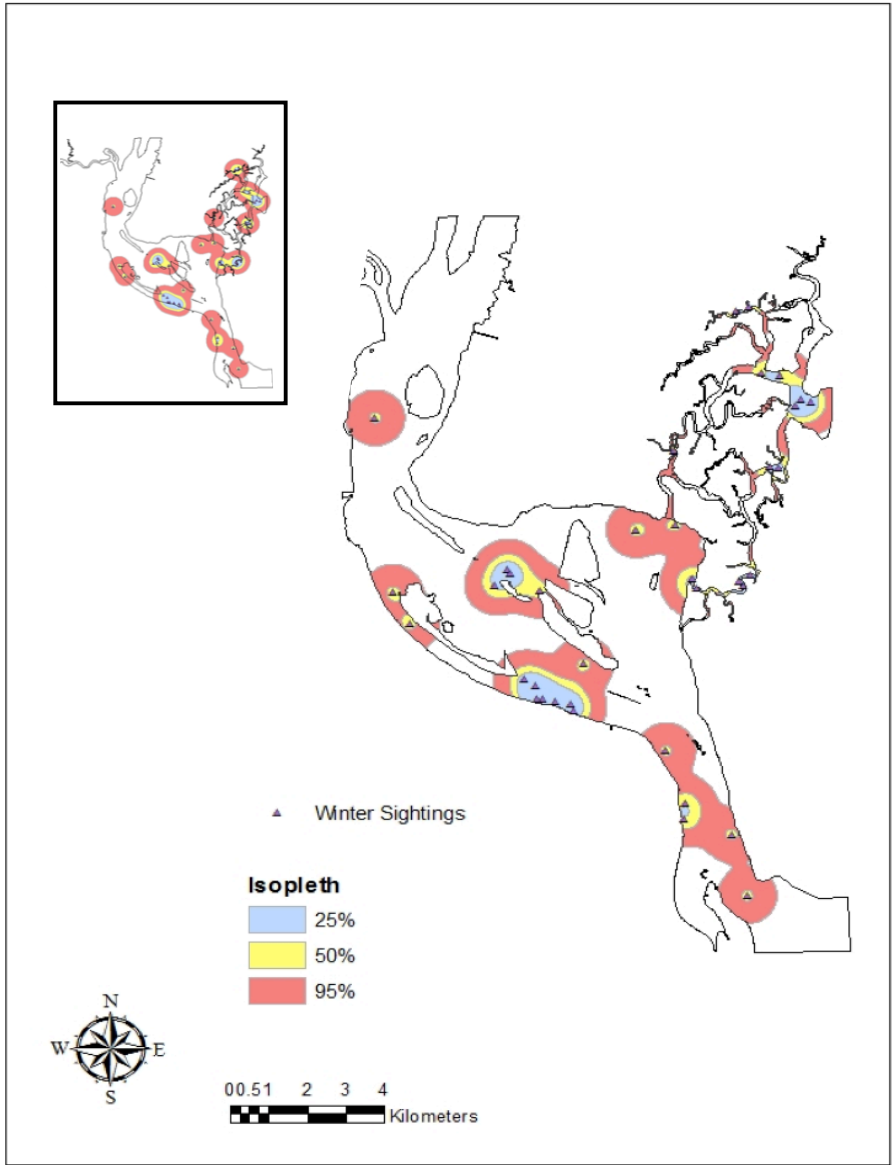 Winter Sightings
Isopleth
25%
50%
95%
N
W E
S
00.51 2 3 4
Kilometers